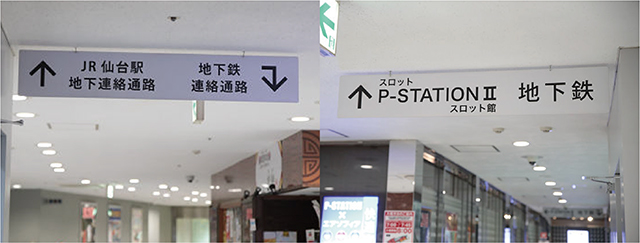 JR 仙台駅
地下連絡通路
地下鉄
連絡通路
スロット
P-STATION II
スロット館
地下鉄
P-STATION
×